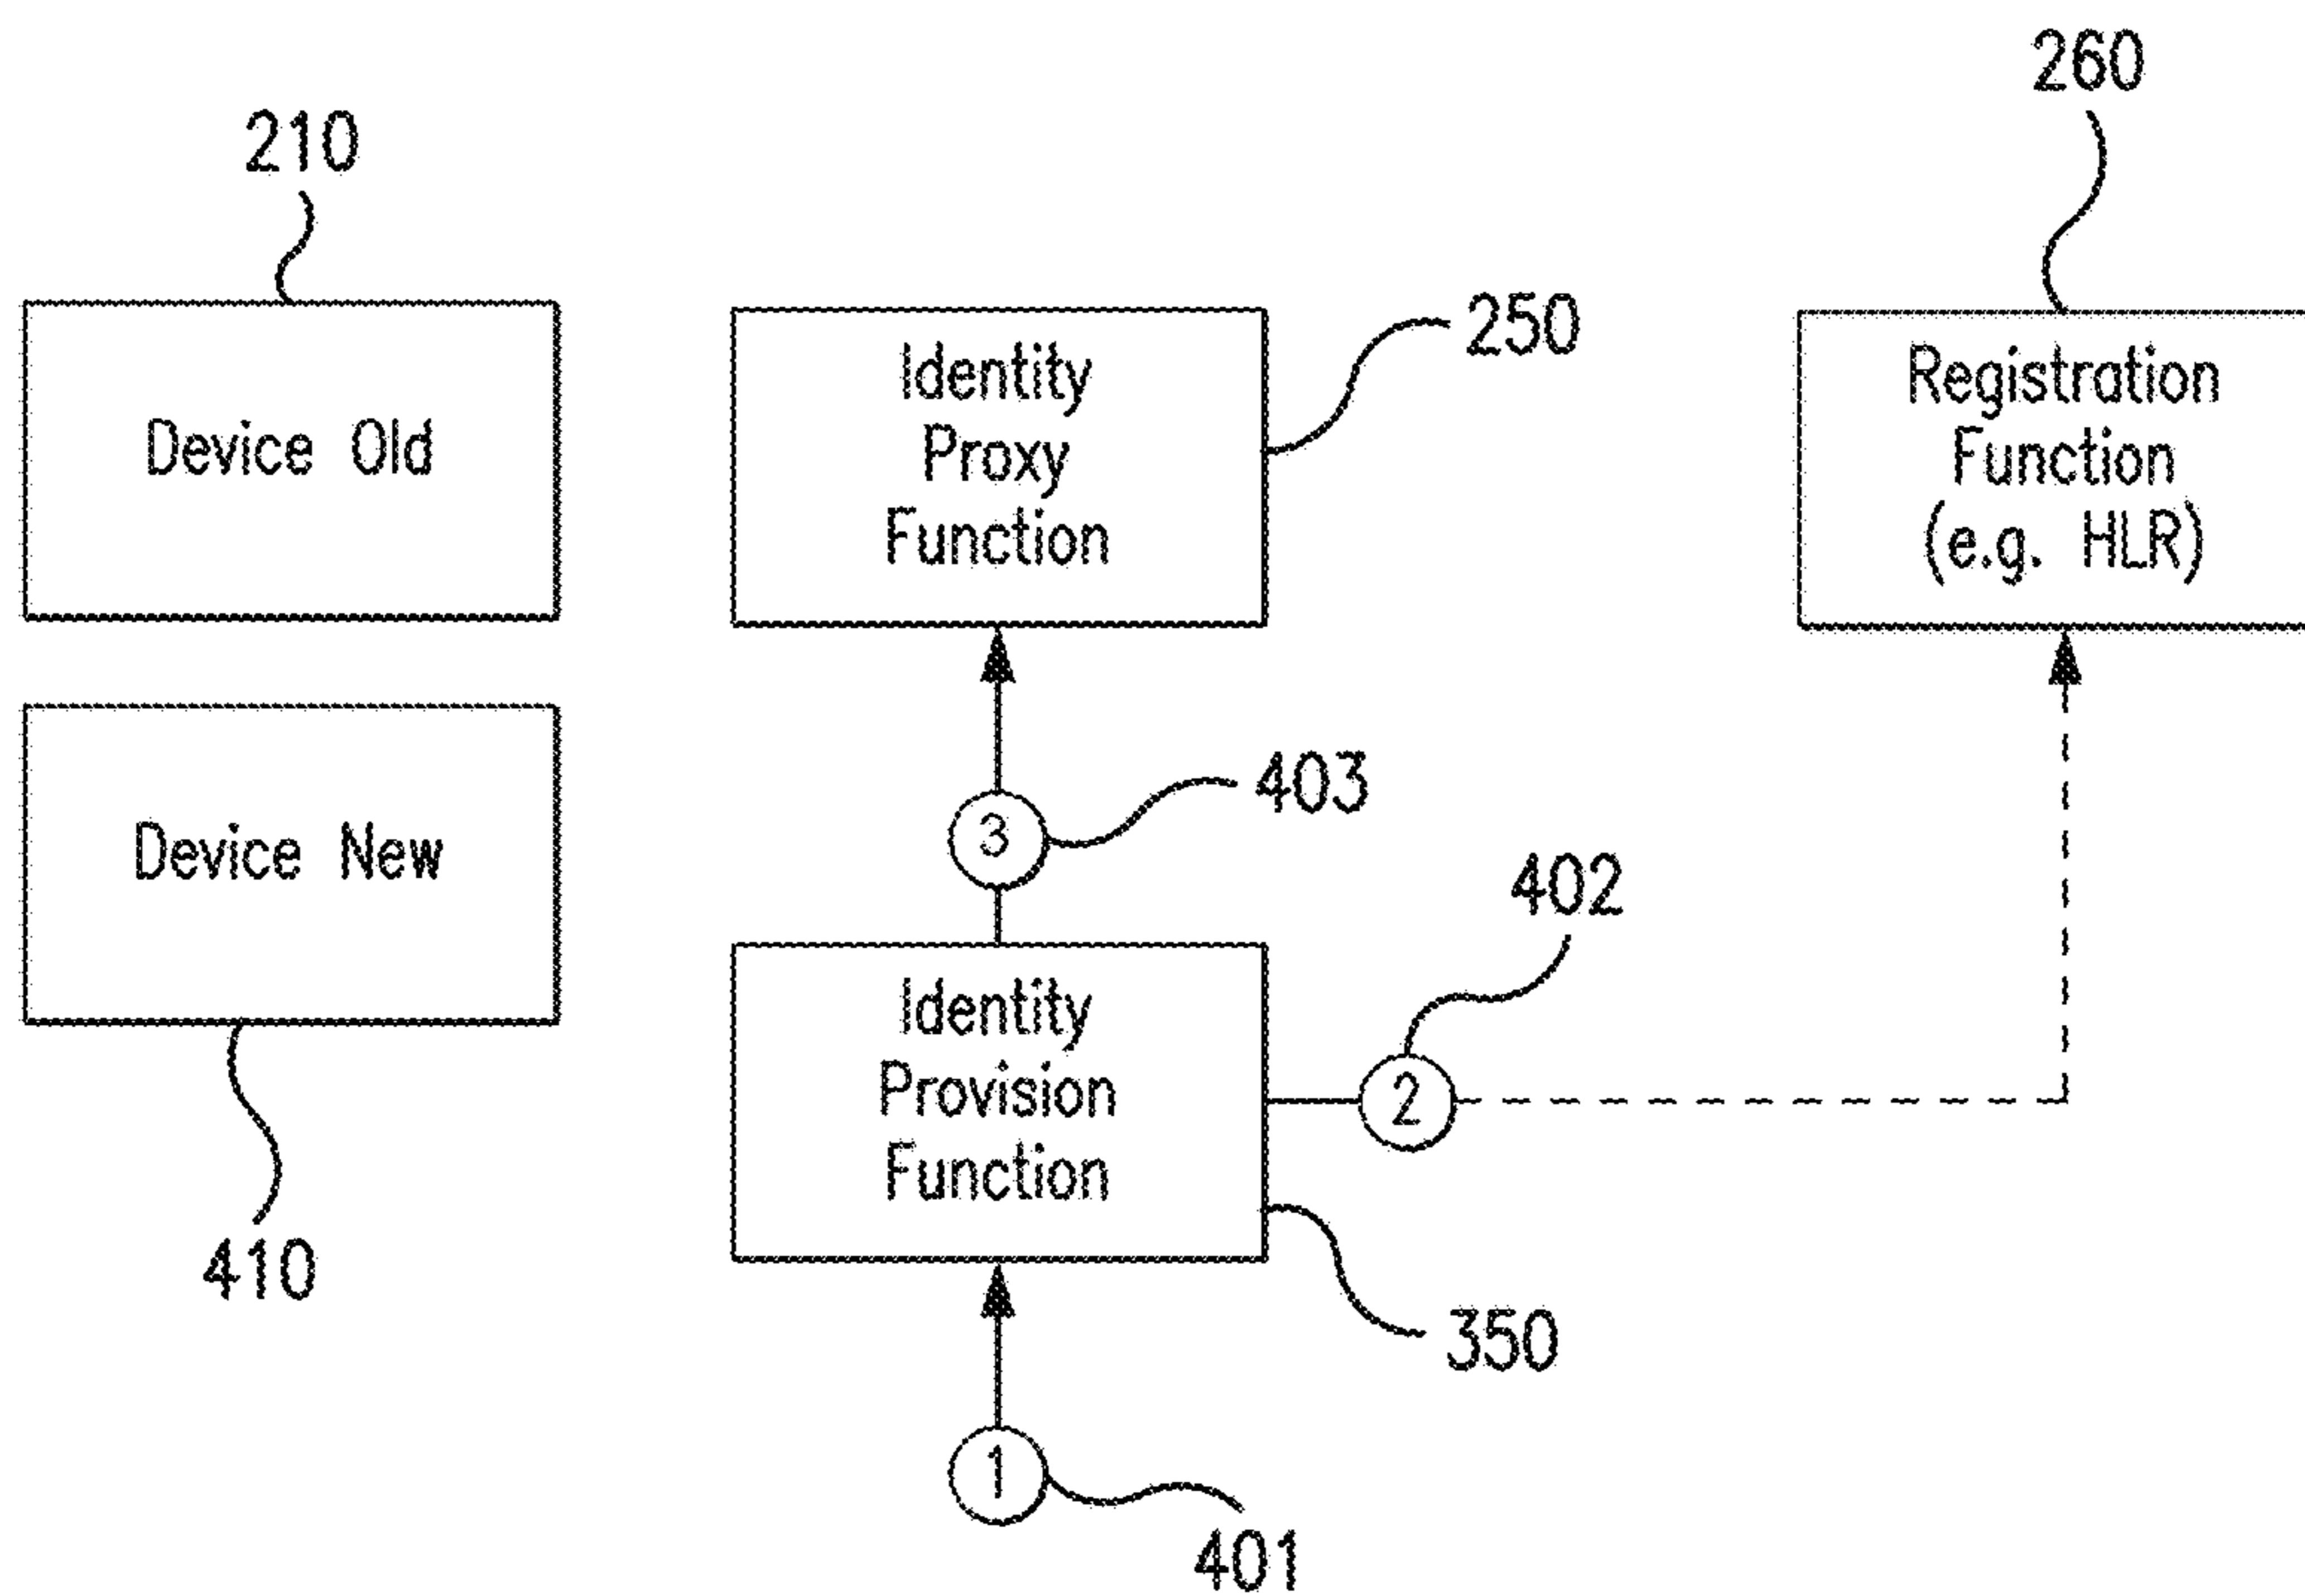 260
210
250
Device Old
Identity
Proxy
Function
Registration
Function
(e.g. HLR)
403
3
Device New
402
Identity
Provision
Function
2
410
350
1
401